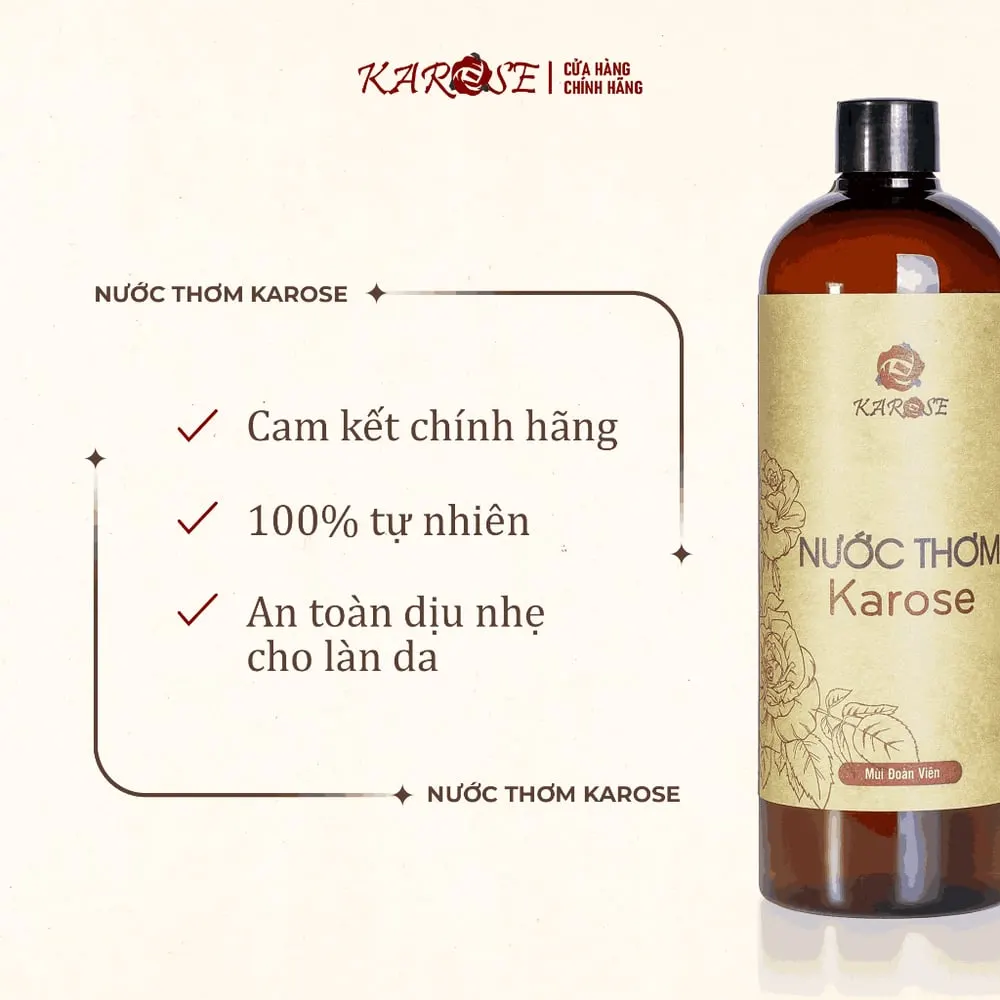 KAROSE | CỬA HÀNG
CHÍNH HÃNG
NƯỚC THƠM KAROSE
Cam kết chính hãng
100% tự nhiên
An toàn dịu nhẹ
cho làn da
NƯỚC THƠM KAROSE
KAROSE
NƯỚC THƠM
Karose
Mùi Đoàn Viên